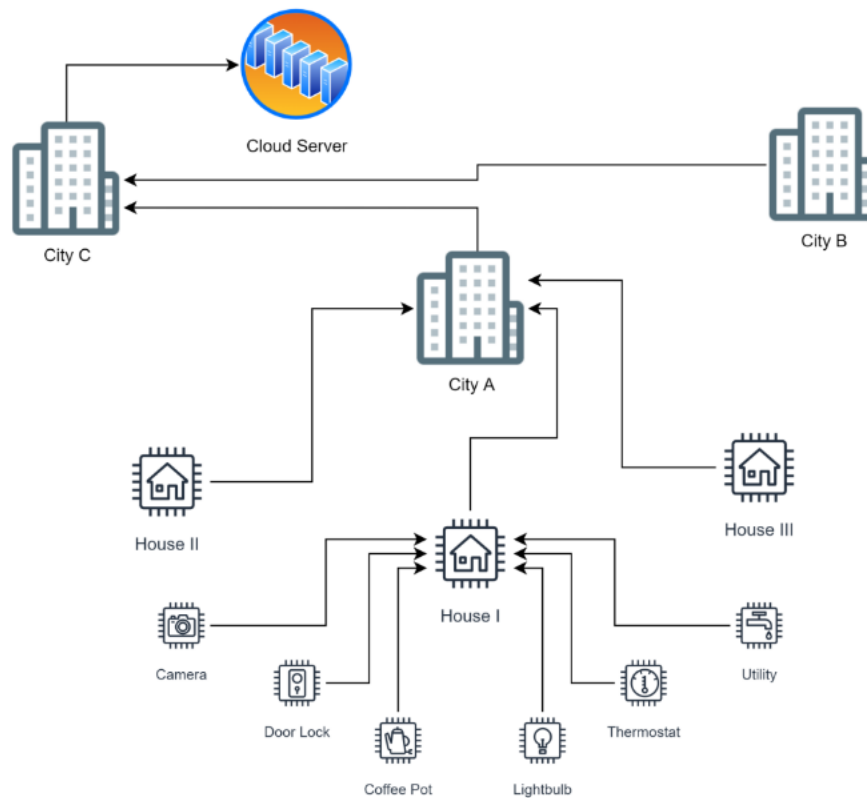 Cloud Server
City C
City B
City A
House II
House III
House I
Camera
Utility
Door Lock
Thermostat
Coffee Pot
Lightbulb